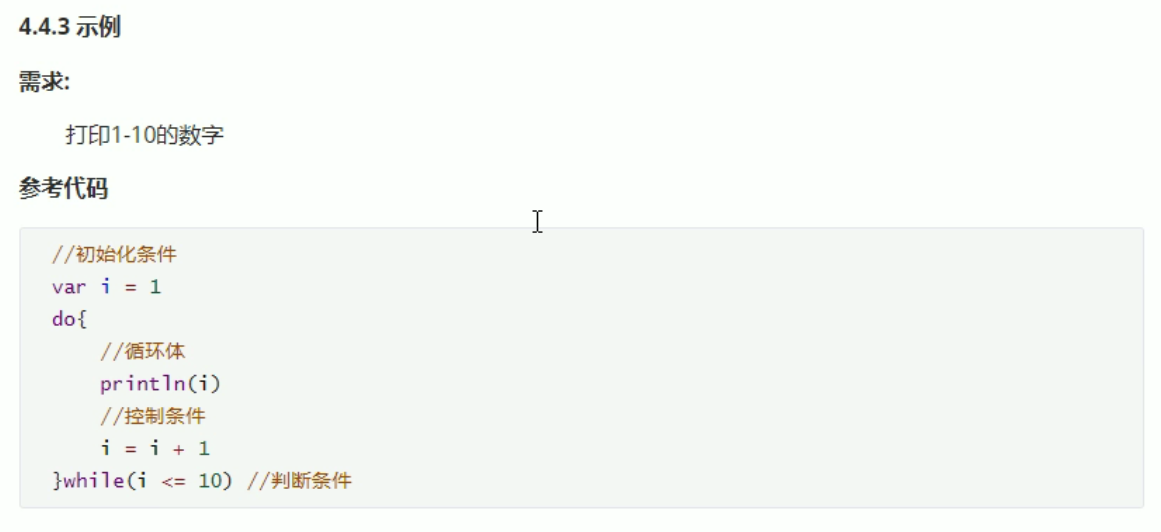 4.4.3 示例
需求:
打印1-10的数字
参考代码
//初始化条件
var i = 1
do{
//循环体
println(i)
//控制条件
i = i + 1
}while(i <= 10) //判断条件